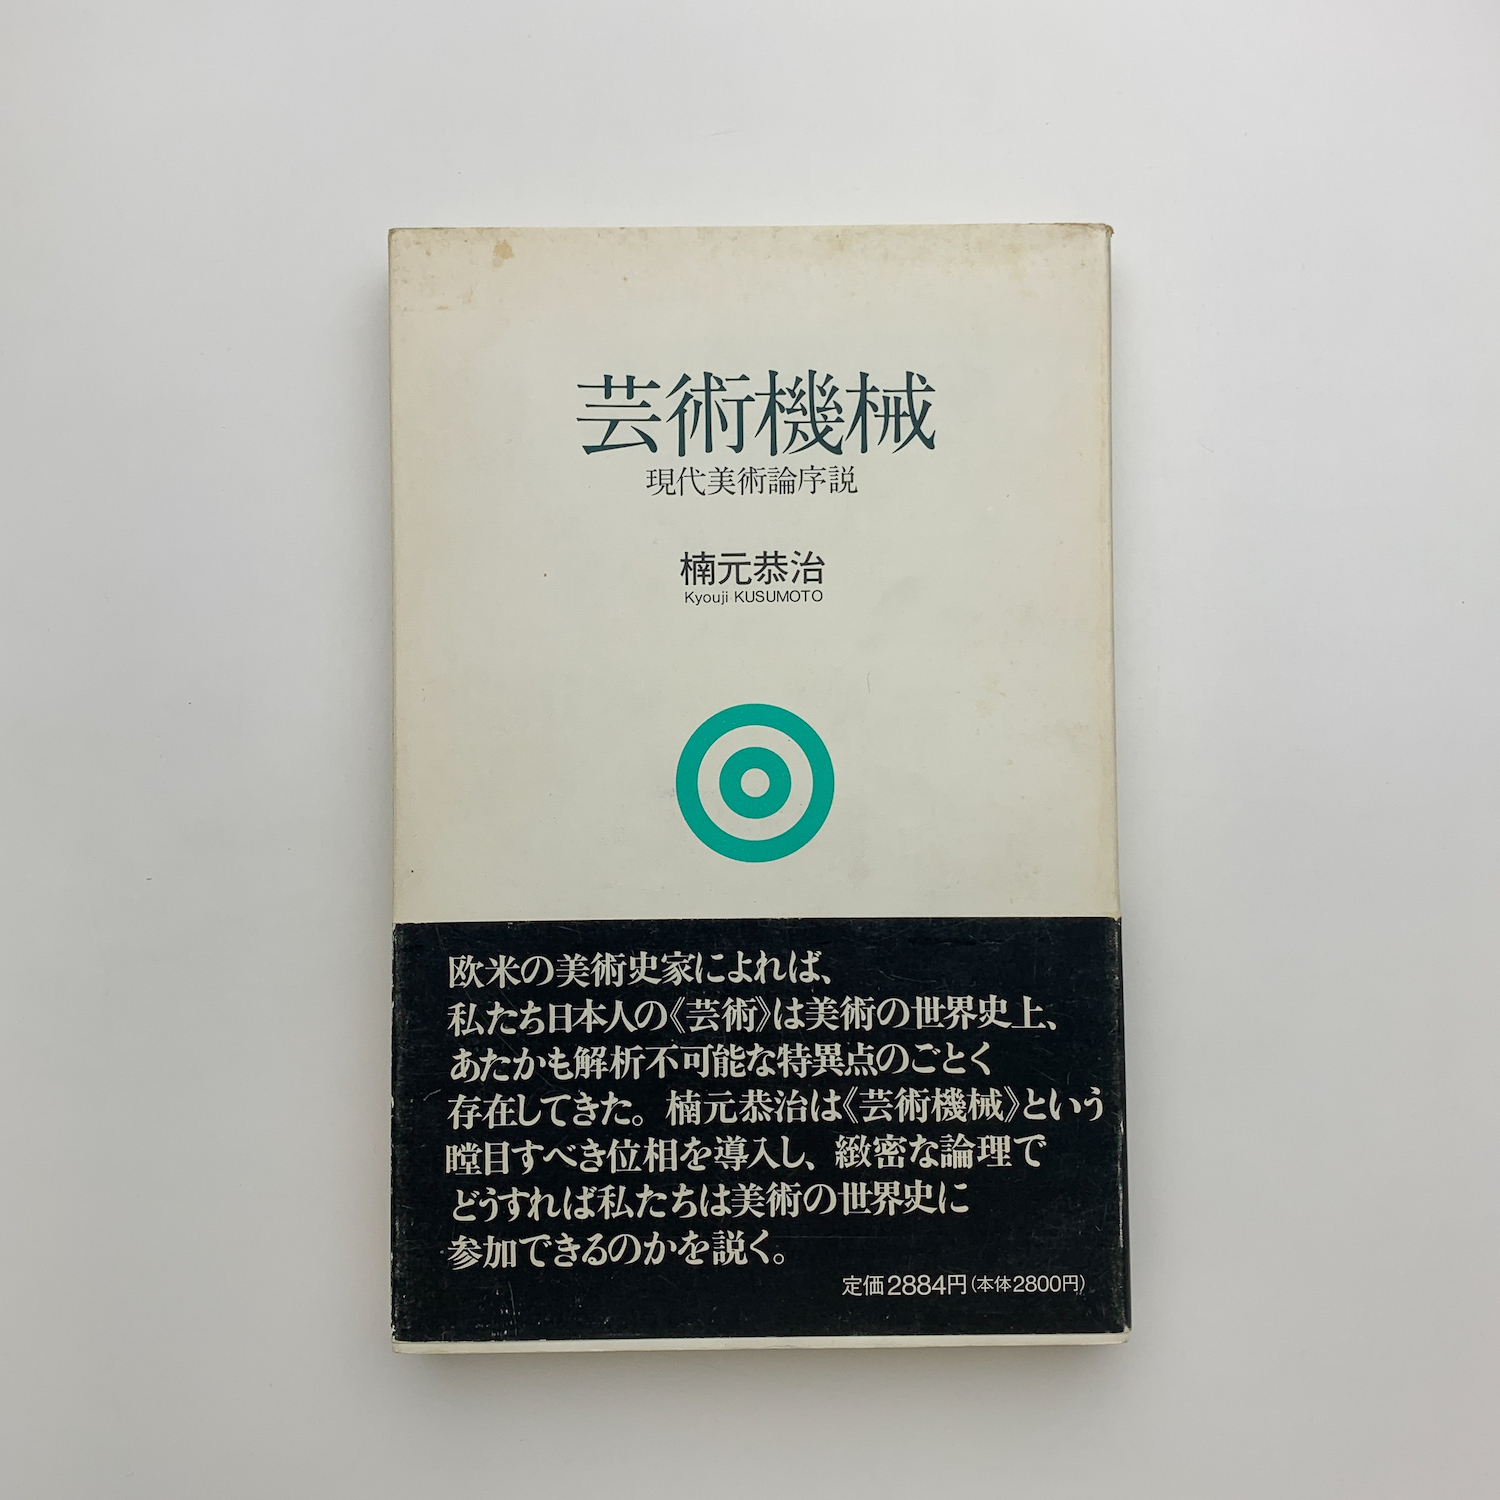 芸術機械
現代美術論序説
楠元恭治
Kyouji KUSUMOTO
欧米の美術史家によれば、
私たち日本人の《芸術》は美術の世界史上、
あたかも解析不可能な特異点のごとく
存在してきた。楠元恭治は《芸術機械》という
瞠目すべき位相を導入し、緻密な論理で
どうすれば私たちは美術の世界史に
参加できるのかを説く。
定価2884円(本体2800円)